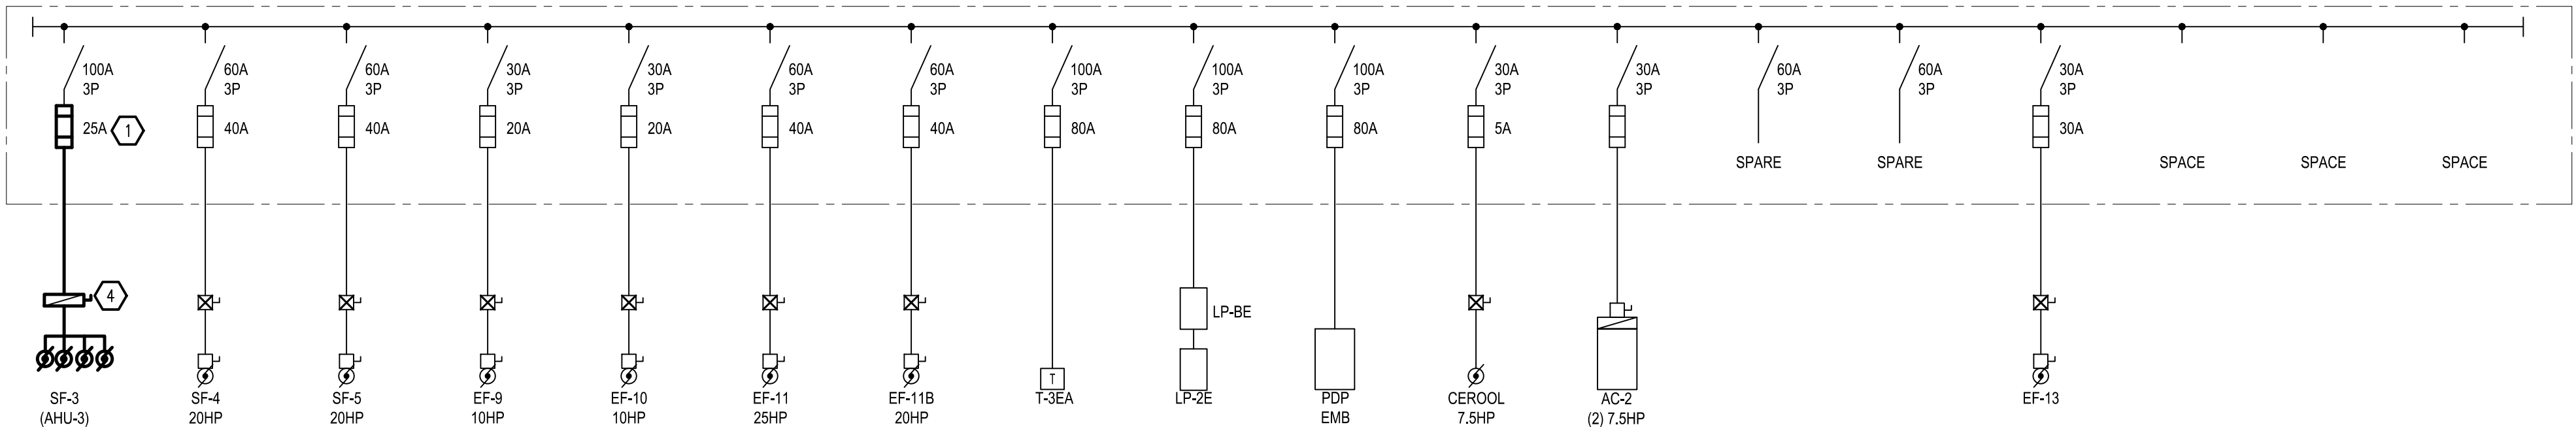 100A 60A 60A 30A 30A 60A 60A 100A 100A 100A 30A 30A 60A 60A 30A
3P 3P 3P 3P 3P 3P 3P 3P 3P 3P 3P 3P 3P 3P 3P
25A 1 40A 40A 20A 20A 40A 40A 80A 80A 80A 5A 30A
SPARE SPARE SPACE SPACE SPACE
4
LP-BE
T
SF-3 SF-4 SF-5 EF-9 EF-10 EF-11 EF-11B T-3EA LP-2E PDP CEROOL AC-2 EF-13
(AHU-3) 20HP 20HP 10HP 10HP 25HP 20HP EMB 7.5HP (2) 7.5HP